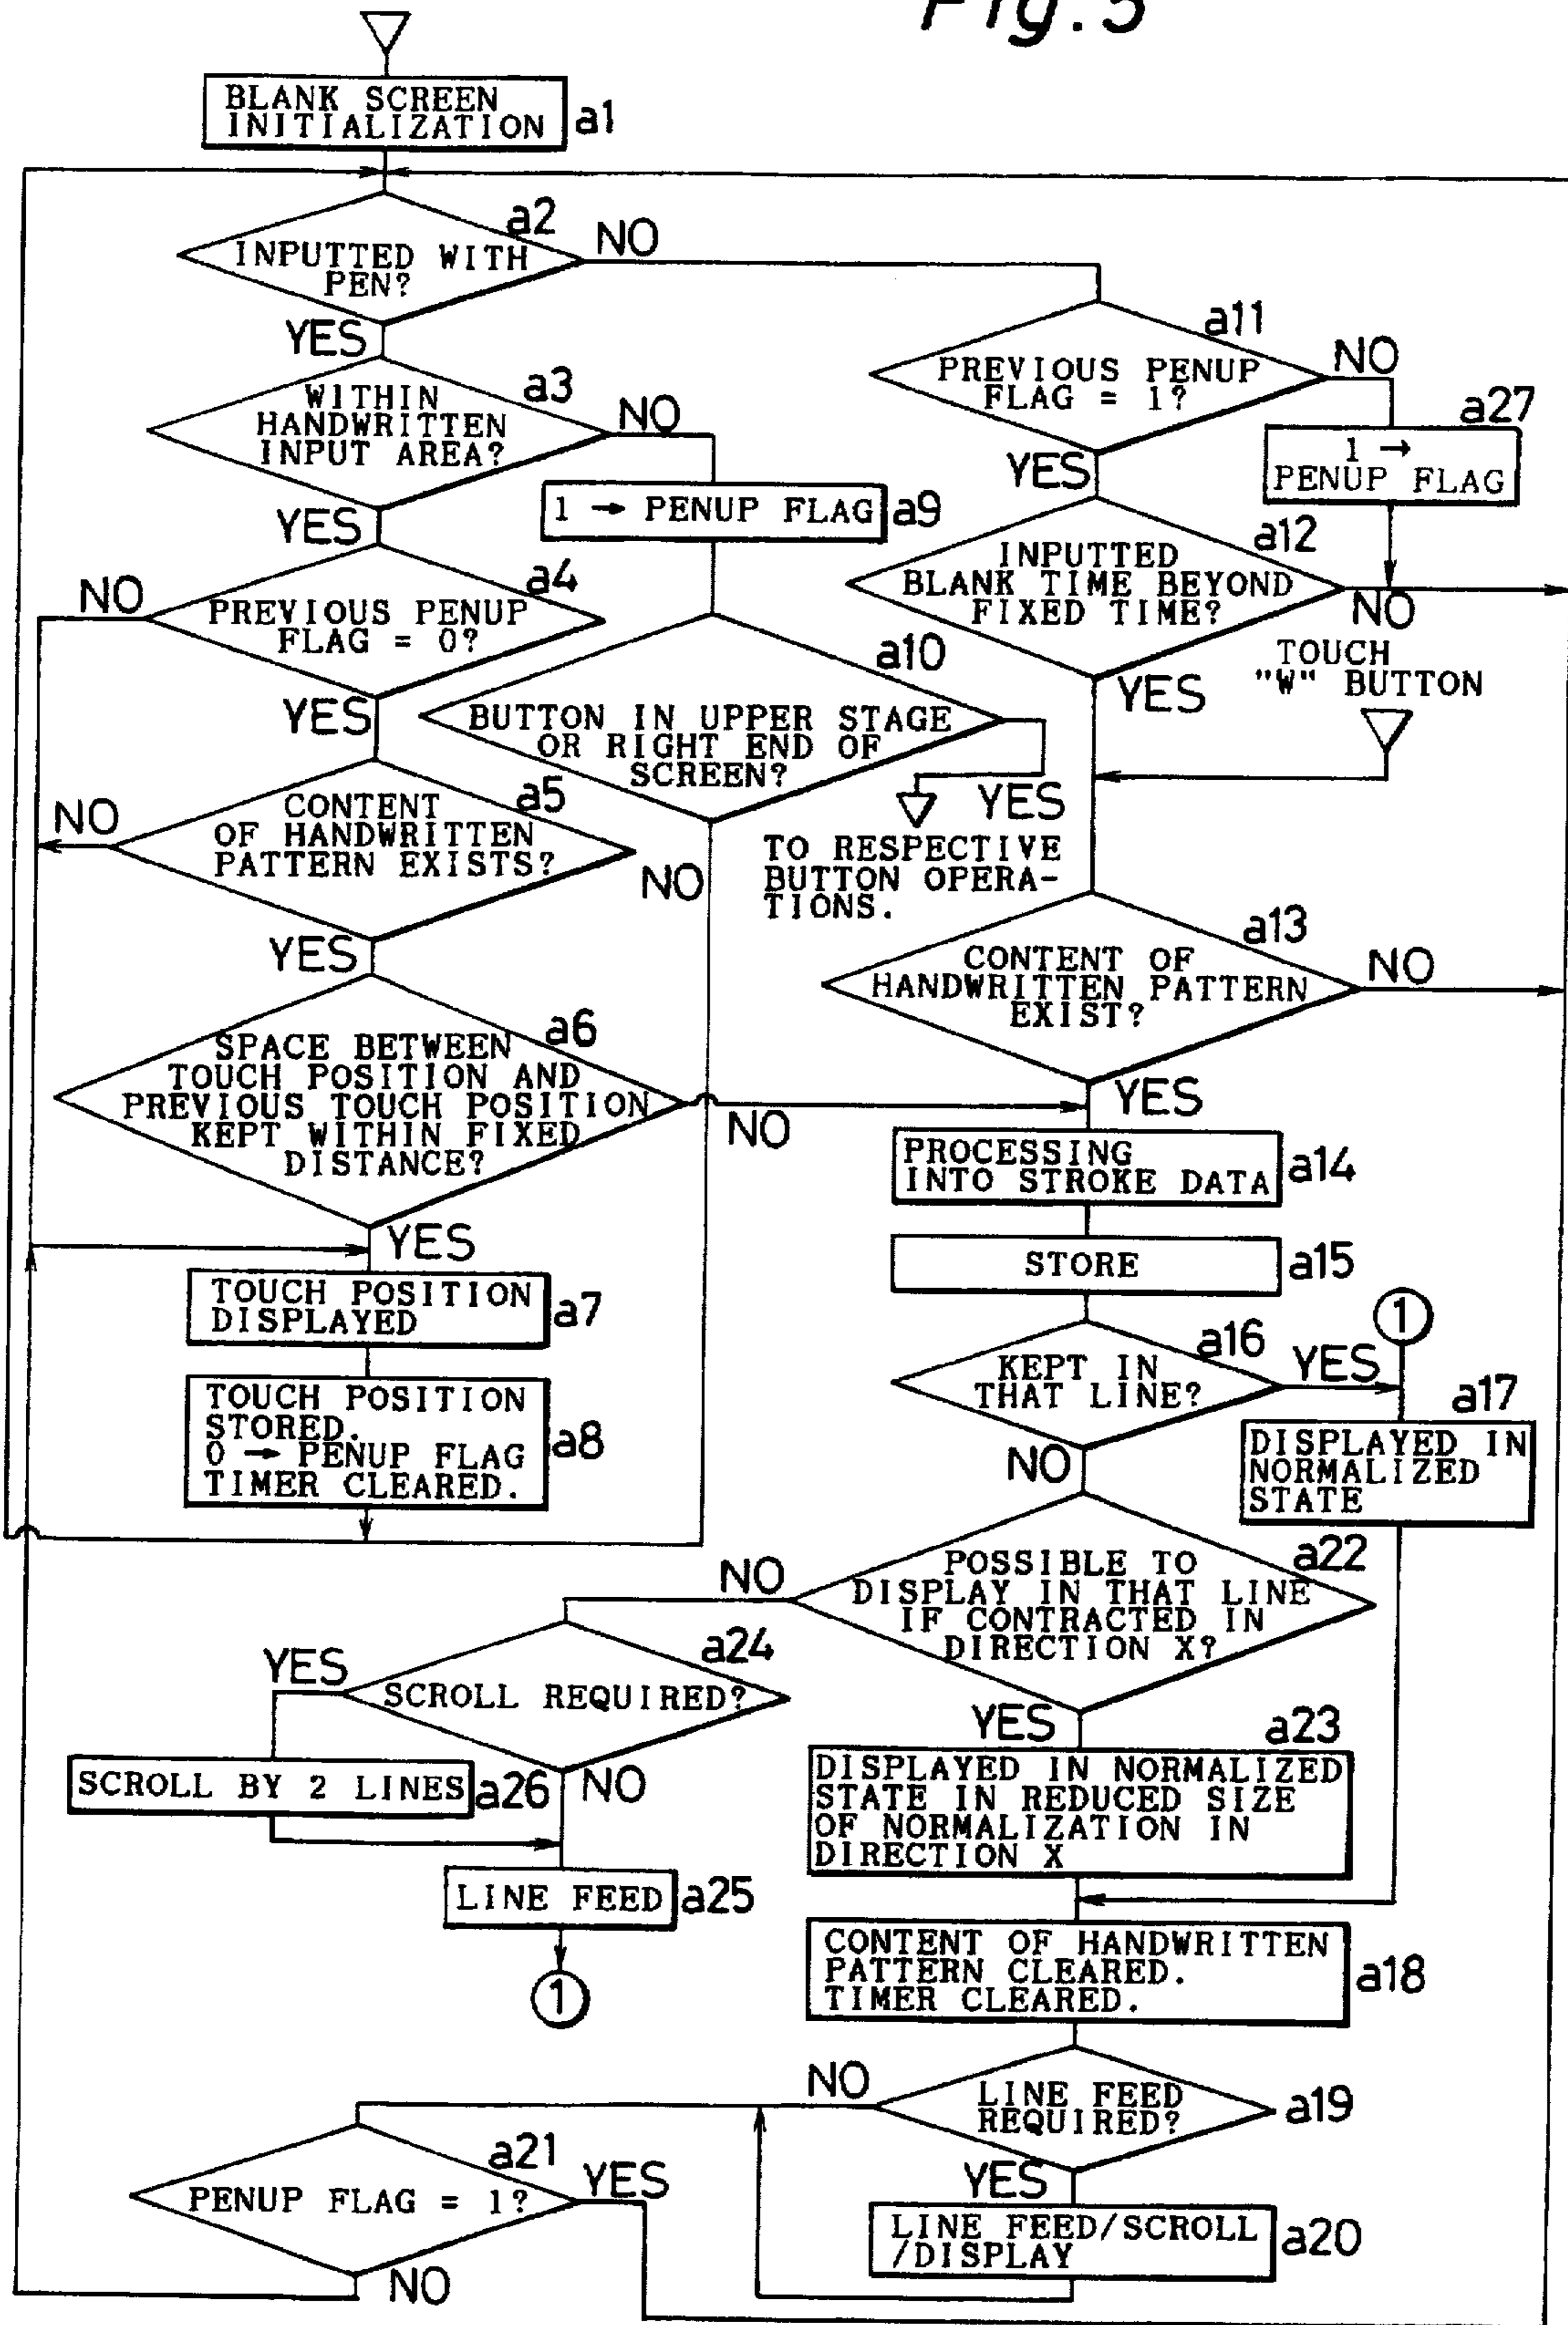 Fig. 5
BLANK SCREEN
INITIALIZATION
a1
a2
INPUTTED WITH
PEN?
NO
YES
a3
WITHIN
HANDWRITTEN
INPUT AREA?
NO
YES
1 → PENUP FLAG
a9
a4
PREVIOUS PENUP
FLAG = 0?
NO
YES
a10
BUTTON IN UPPER STAGE
OR RIGHT END OF
SCREEN?
YES
NO
TO RESPECTIVE
BUTTON OPERA-
TIONS.
a5
CONTENT
OF HANDWRITTEN
PATTERN EXISTS?
NO
YES
a6
SPACE BETWEEN
TOUCH POSITION AND
PREVIOUS TOUCH POSITION
KEPT WITHIN FIXED
DISTANCE?
NO
YES
TOUCH POSITION
DISPLAYED
a7
TOUCH POSITION
STORED.
0 → PENUP FLAG
TIMER CLEARED.
a8
a11
PREVIOUS PENUP
FLAG = 1?
NO
YES
a27
1 →
PENUP FLAG
a12
INPUTTED
BLANK TIME BEYOND
FIXED TIME?
NO
YES
TOUCH
"W" BUTTON
a13
CONTENT OF
HANDWRITTEN PATTERN
EXIST?
NO
YES
PROCESSING
INTO STROKE DATA
a14
STORE
a15
a16
KEPT IN
THAT LINE?
YES
NO
1
a17
DISPLAYED IN
NORMALIZED
STATE
a22
POSSIBLE TO
DISPLAY IN THAT LINE
IF CONTRACTED IN
DIRECTION X?
NO
YES
a24
SCROLL REQUIRED?
YES
NO
SCROLL BY 2 LINES
a26
LINE FEED
a25
1
a23
DISPLAYED IN NORMALIZED
STATE IN REDUCED SIZE
OF NORMALIZATION IN
DIRECTION X
CONTENT OF HANDWRITTEN
PATTERN CLEARED.
TIMER CLEARED.
a18
LINE FEED
REQUIRED?
a19
NO
YES
LINE FEED/SCROLL
/DISPLAY
a20
a21
PENUP FLAG = 1?
YES
NO